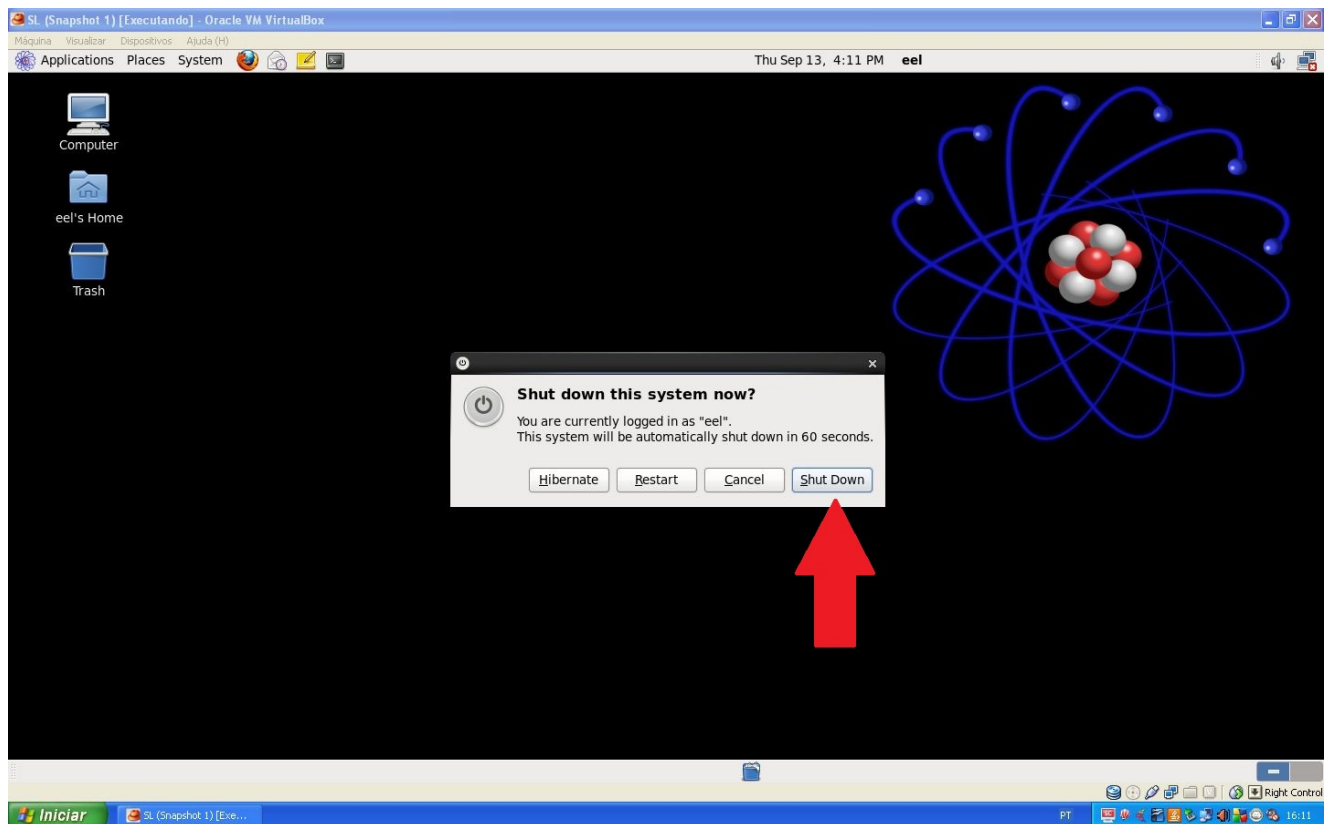 SL (Snapshot 1) [Executando] - Oracle VM VirtualBox
Máquina Visualizar Dispositivos Ajuda (H)
Applications Places System Thu Sep 13, 4:11 PM eel
Computer
eel's Home
Trash
Shut down this system now?
You are currently logged in as "eel".
This system will be automatically shut down in 60 seconds.
Hibernate Restart Cancel Shut Down
Right Control
Iniciar SL (Snapshot 1) [Exe... PT 16:11